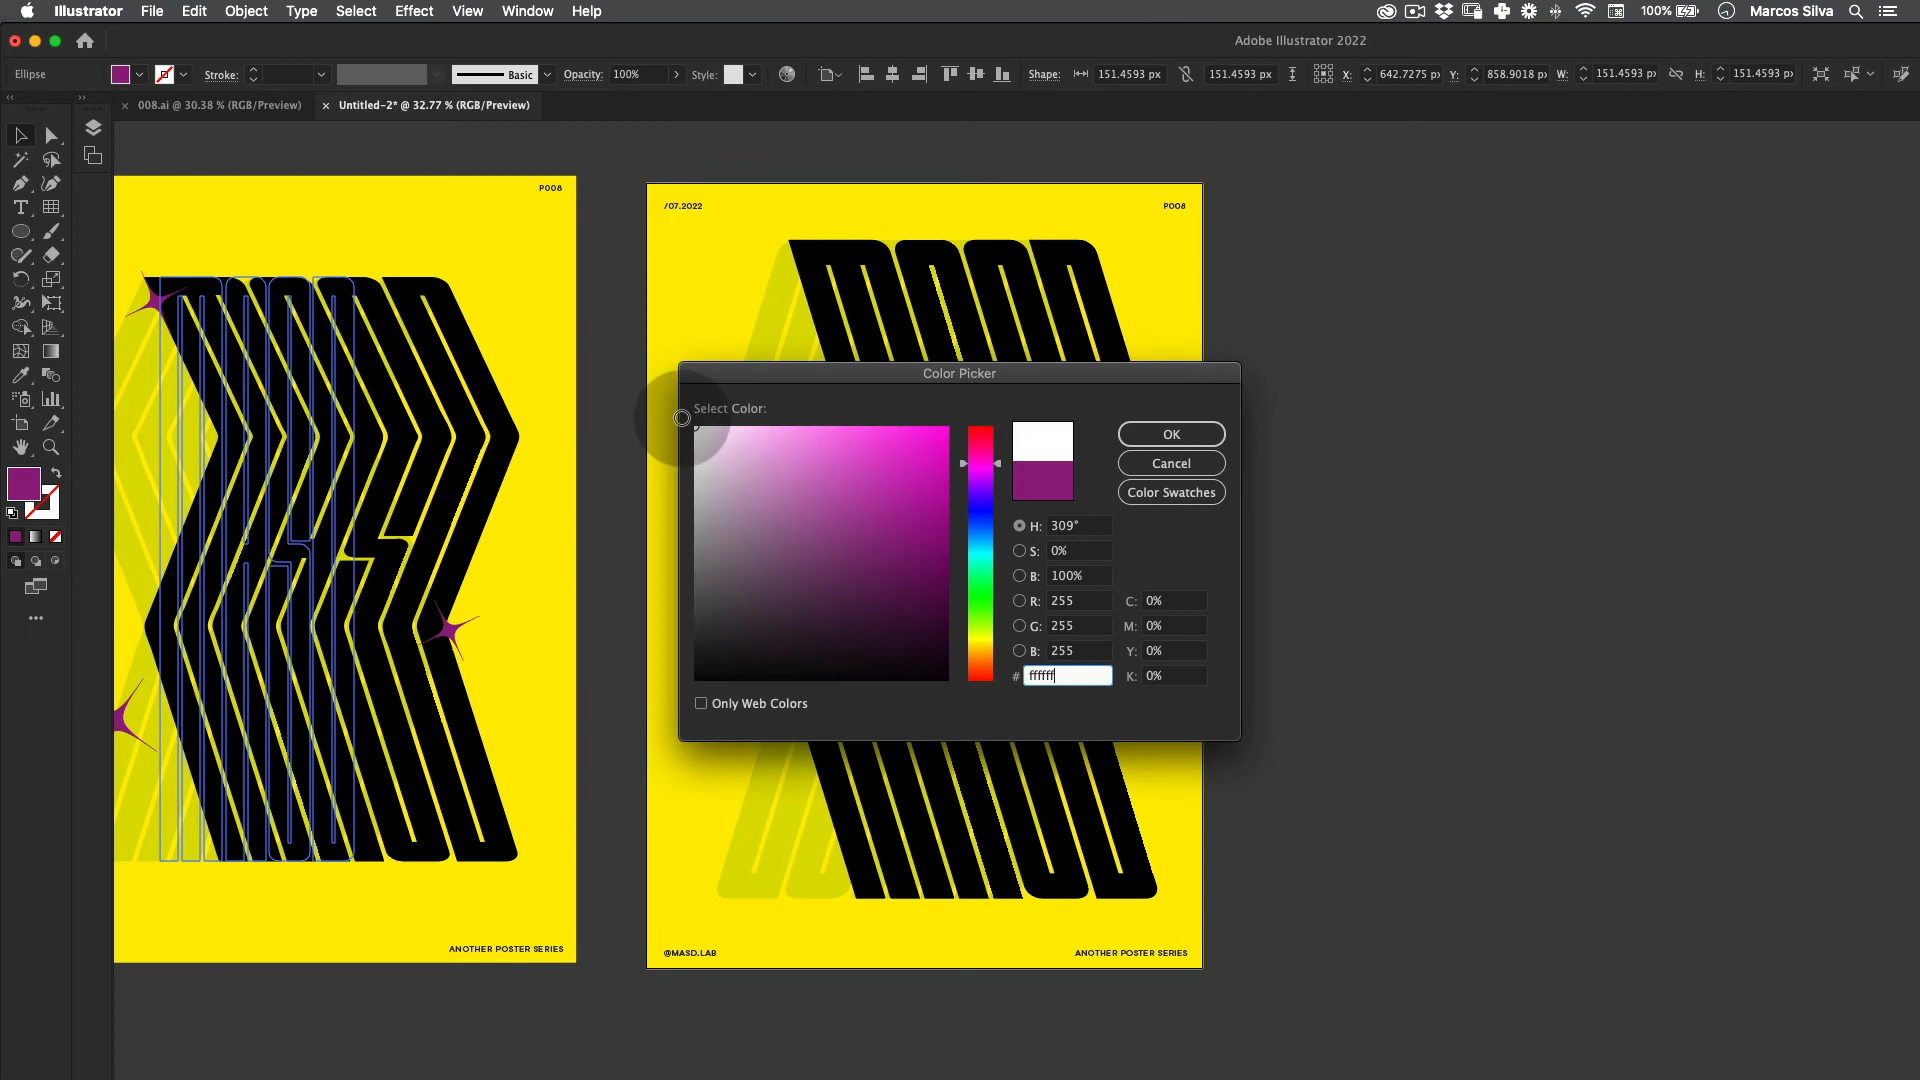 Illustrator File Edit Object Type Select Effect View Window Help 100% Marcos Silva
Adobe Illustrator 2022
Ellipse Stroke: Basic Opacity: 100% Style: Shape: 151.4593 px 151.4593 px X: 642.7275 px Y: 858.9018 px W: 151.4593 px H: 151.4593 px
008.ai @ 30.38 % (RGB/Preview) Untitled-2* @ 32.77 % (RGB/Preview)
P008
/07.2022 P008
Color Picker
Select Color:
OK
Cancel
Color Swatches
H: 309°
S: 0%
B: 100%
R: 255 C: 0%
G: 255 M: 0%
B: 255 Y: 0%
# ffffff K: 0%
Only Web Colors
ANOTHER POSTER SERIES
@MASD.LAB ANOTHER POSTER SERIES